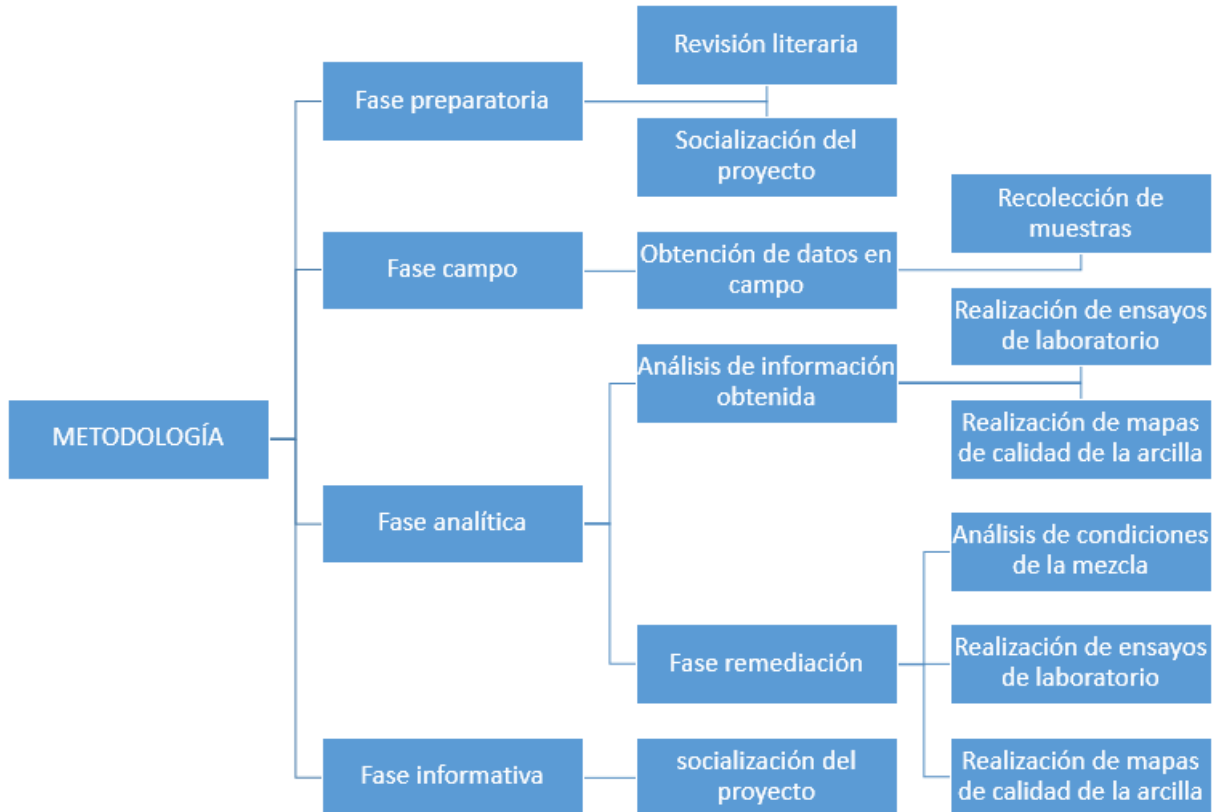 METODOLOGÍA
Fase preparatoria
Revisión literaria
Socialización del
proyecto
Fase campo
Obtención de datos en
campo
Recolección de
muestras
Fase analítica
Análisis de información
obtenida
Realización de ensayos
de laboratorio
Realización de mapas
de calidad de la arcilla
Fase remediación
Análisis de condiciones
de la mezcla
Realización de ensayos
de laboratorio
Realización de mapas
de calidad de la arcilla
Fase informativa
socialización del
proyecto